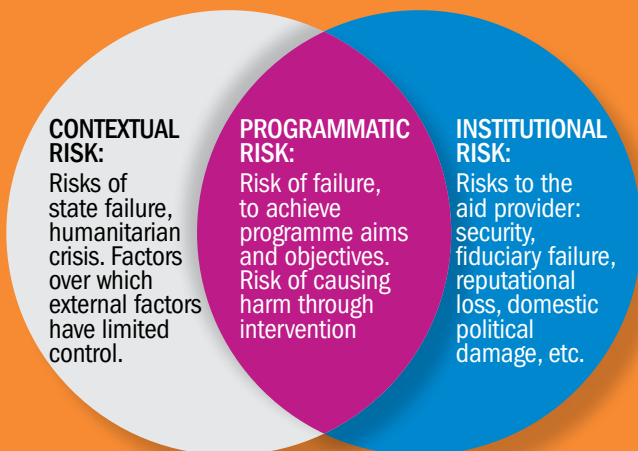 CONTEXTUAL
RISK:
Risks of
state failure,
humanitarian
crisis. Factors
over which
external factors
have limited
control.
PROGRAMMATIC
RISK:
Risk of failure,
to achieve
programme aims
and objectives.
Risk of causing
harm through
intervention
INSTITUTIONAL
RISK:
Risks to the
aid provider:
security,
fiduciary failure,
reputational
loss, domestic
political
damage, etc.